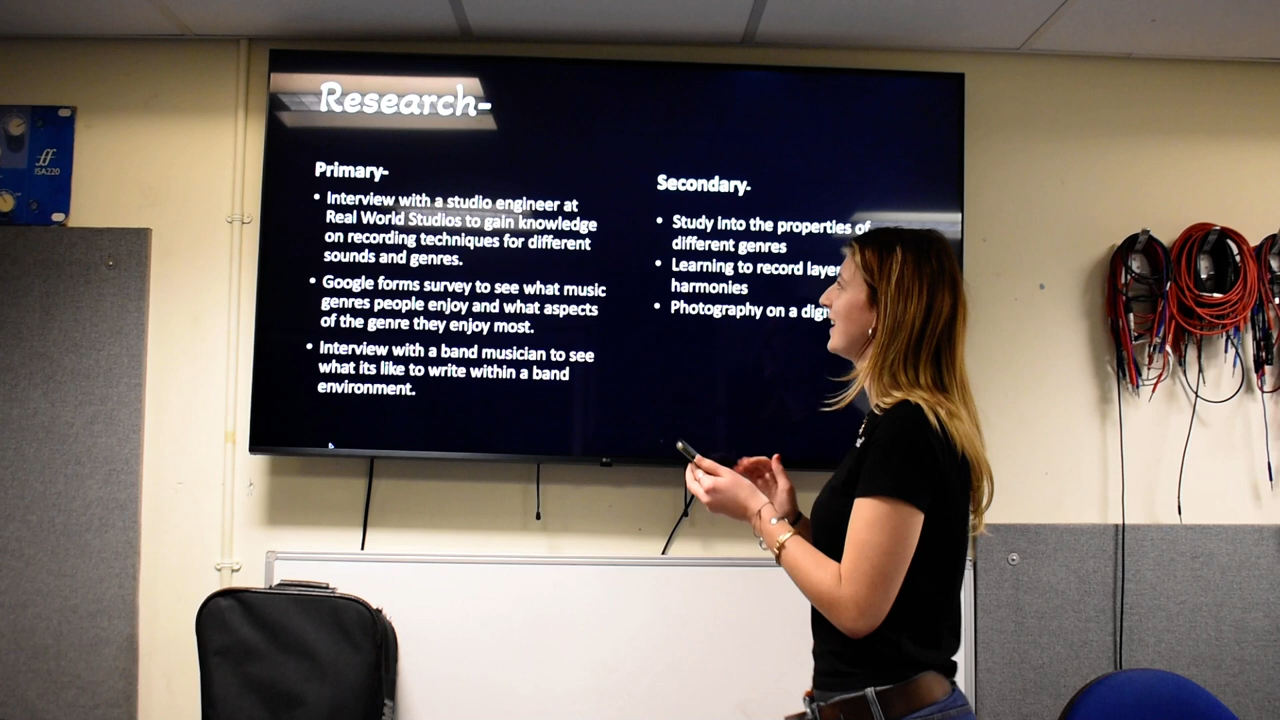 Research-
Primary-
• Interview with a studio engineer at
Real World Studios to gain knowledge
on recording techniques for different
sounds and genres.
• Google forms survey to see what music
genres people enjoy and what aspects
of the genre they enjoy most.
• Interview with a band musician to see
what its like to write within a band
environment.
Secondary-
• Study into the properties of
different genres
• Learning to record
harmonies
• Photography on a
ff
ISA220